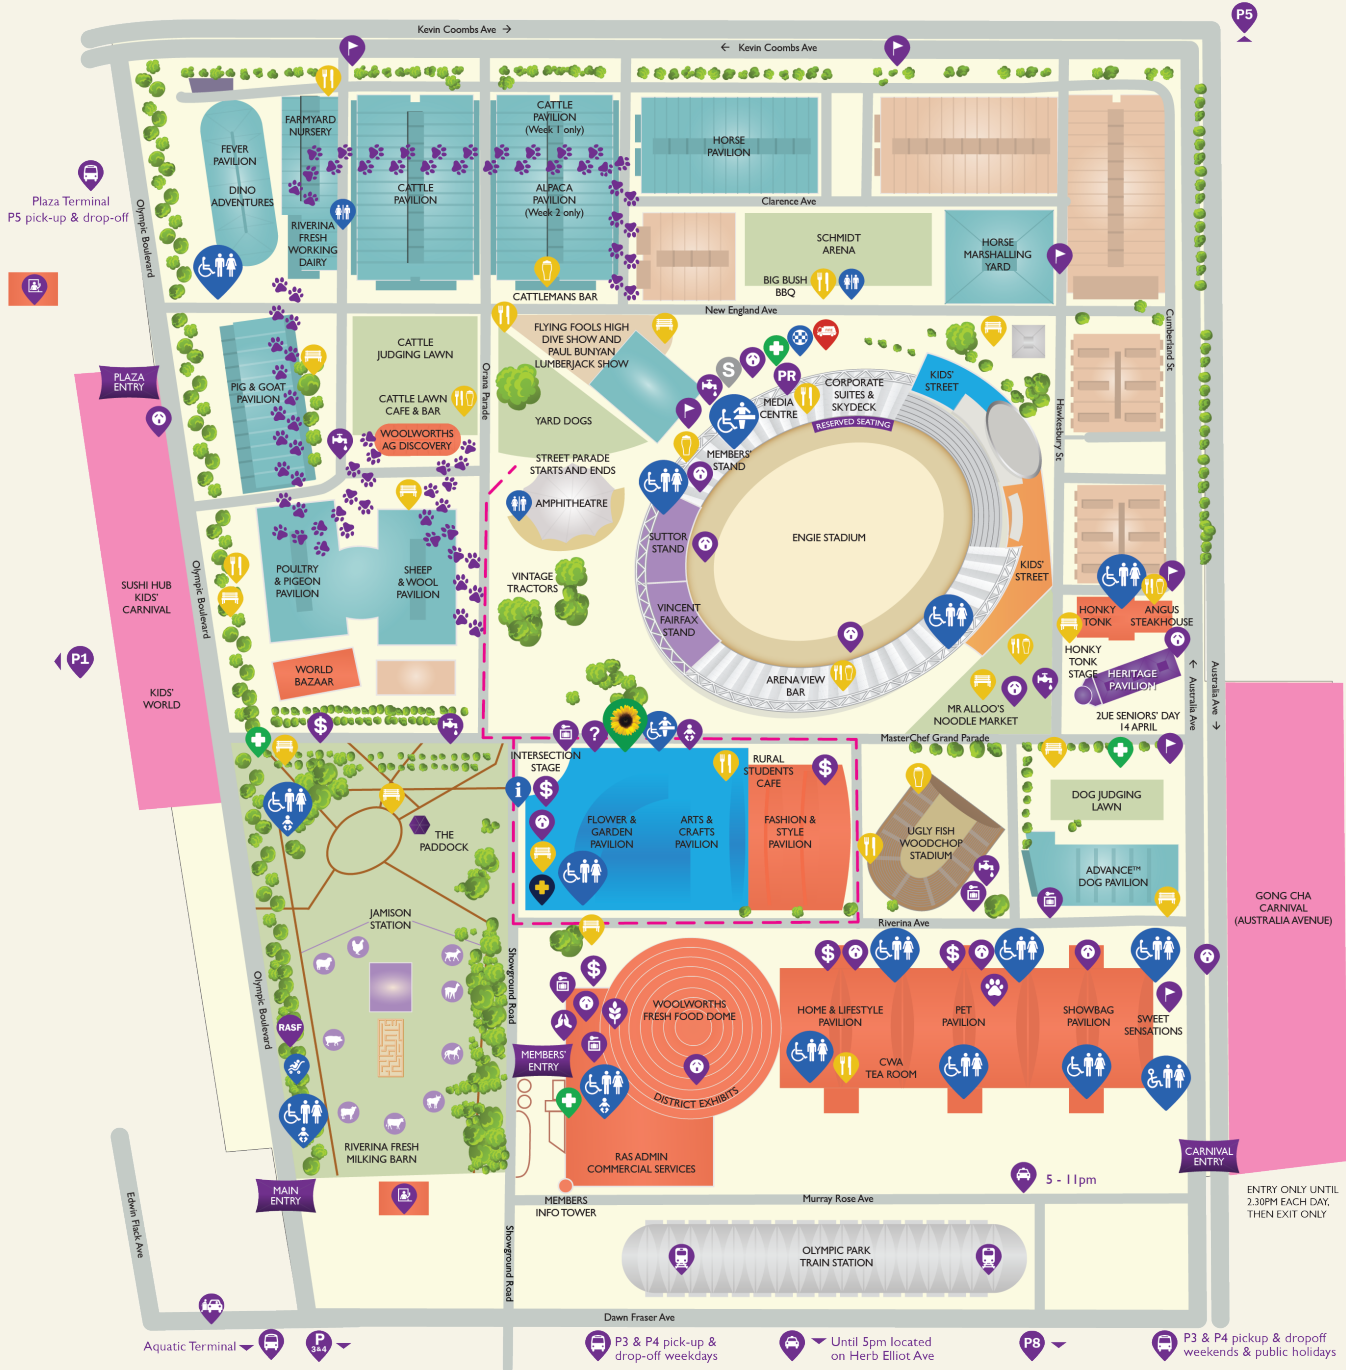 P5
Kevin Coombs Ave →
← Kevin Coombs Ave
FARMYARD
NURSERY
CATTLE
PAVILION
(Week 1 only)
FEVER
PAVILION
DINO
ADVENTURES
HORSE
PAVILION
CATTLE
PAVILION
ALPACA
PAVILION
(Week 2 only)
Plaza Terminal
P5 pick-up & drop-off
Olympic Boulevard
Clarence Ave
RIVERINA
FRESH
WORKING
DAIRY
SCHMIDT
ARENA
HORSE
MARSHALLING
YARD
BIG BUSH
BBQ
CATTLEMANS BAR
New England Ave
Cumberland St
FLYING FOOLS HIGH
DIVE SHOW AND
PAUL BUNYAN
LUMBERJACK SHOW
CATTLE
JUDGING LAWN
Orana Parade
PLAZA
ENTRY
PIG & GOAT
PAVILION
CATTLE LAWN
CAFE & BAR
WOOLWORTHS
AG DISCOVERY
S
PR
MEDIA
CENTRE
CORPORATE
SUITES &
SKYDECK
RESERVED SEATING
KIDS'
STREET
Hawkesbury St
YARD DOGS
MEMBERS'
STAND
STREET PARADE
STARTS AND ENDS
AMPHITHEATRE
SUTTOR
STAND
ENGIE STADIUM
KIDS'
STREET
SUSHI HUB
KIDS'
CARNIVAL
Olympic Boulevard
POULTRY
& PIGEON
PAVILION
SHEEP
& WOOL
PAVILION
VINTAGE
TRACTORS
VINCENT
FAIRFAX
STAND
HONKY
TONK
ANGUS
STEAKHOUSE
HONKY
TONK
STAGE
HERITAGE
PAVILION
P1
WORLD
BAZAAR
KIDS'
WORLD
ARENA VIEW
BAR
MR ALLOO'S
NOODLE MARKET
2UE SENIORS' DAY
14 APRIL
← Australia Ave
Australia Ave →
$
?
MasterChef Grand Parade
INTERSECTION
STAGE
RURAL
STUDENTS
CAFE
$
i
$
DOG JUDGING
LAWN
THE
PADDOCK
FLOWER &
GARDEN
PAVILION
ARTS &
CRAFTS
PAVILION
FASHION &
STYLE
PAVILION
UGLY FISH
WOODCHOP
STADIUM
ADVANCE™
DOG PAVILION
GONG CHA
CARNIVAL
(AUSTRALIA AVENUE)
JAMISON
STATION
Riverina Ave
Olympic Boulevard
Showground Road
$
$
$
WOOLWORTHS
FRESH FOOD DOME
HOME & LIFESTYLE
PAVILION
PET
PAVILION
SHOWBAG
PAVILION
SWEET
SENSATIONS
RASF
MEMBERS'
ENTRY
CWA
TEA ROOM
DISTRICT EXHIBITS
RIVERINA FRESH
MILKING BARN
RAS ADMIN
COMMERCIAL SERVICES
CARNIVAL
ENTRY
MAIN
ENTRY
MEMBERS
INFO TOWER
5 - 11pm
Murray Rose Ave
ENTRY ONLY UNTIL
2.30PM EACH DAY,
THEN EXIT ONLY
Edwin Flack Ave
Showground Road
OLYMPIC PARK
TRAIN STATION
Dawn Fraser Ave
Aquatic Terminal
P
3&4
P3 & P4 pick-up &
drop-off weekdays
Until 5pm located
on Herb Elliot Ave
P8
P3 & P4 pickup & dropoff
weekends & public holidays